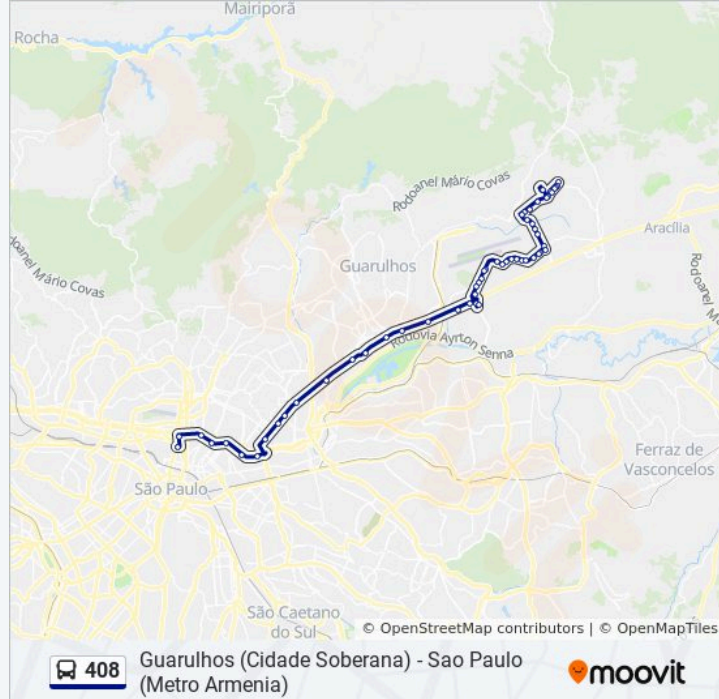 Mairiporã
Rocha
Rodoanel Mário Covas
Aracília
Guarulhos
doanel Mário Covas
Rodoanel M
Rodovia Ayrton Senna
Ferraz de
Vasconcelos
São Paulo
São Caetano
do Sul
© OpenStreetMap contributors | © OpenMapTiles
408
Guarulhos (Cidade Soberana) - Sao Paulo
(Metro Armenia)
moovit